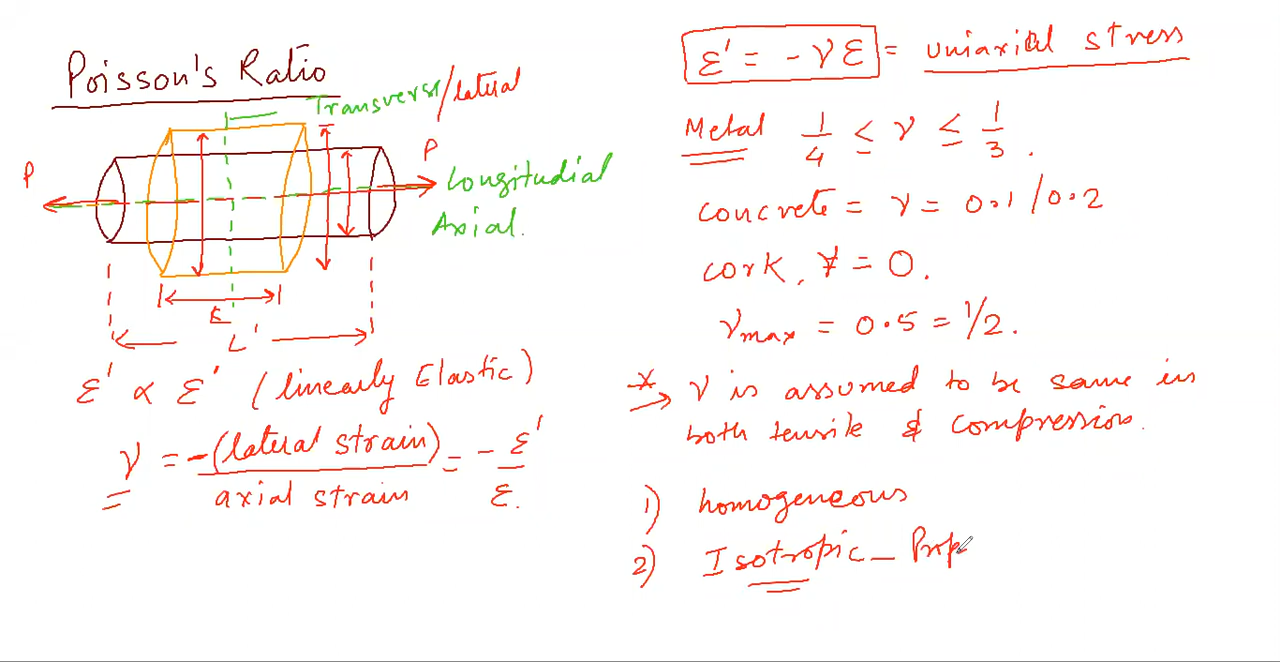 Poisson's Ratio
Transverse/lateral
P
P
Longitudial
Axial.
L
L'
ε' ∝ ε' (linearly Elastic)
ν = -(lateral strain)/axial strain = - ε'/ε.
ε' = - νε = uniaxial stress
Metal 1/4 ≤ ν ≤ 1/3.
concrete = ν = 0.1/0.2
cork, ν = 0.
νmax = 0.5 = 1/2.
* → ν is assumed to be same in
both tensile & compression.
1) homogeneous
2) Isotropic - Prop